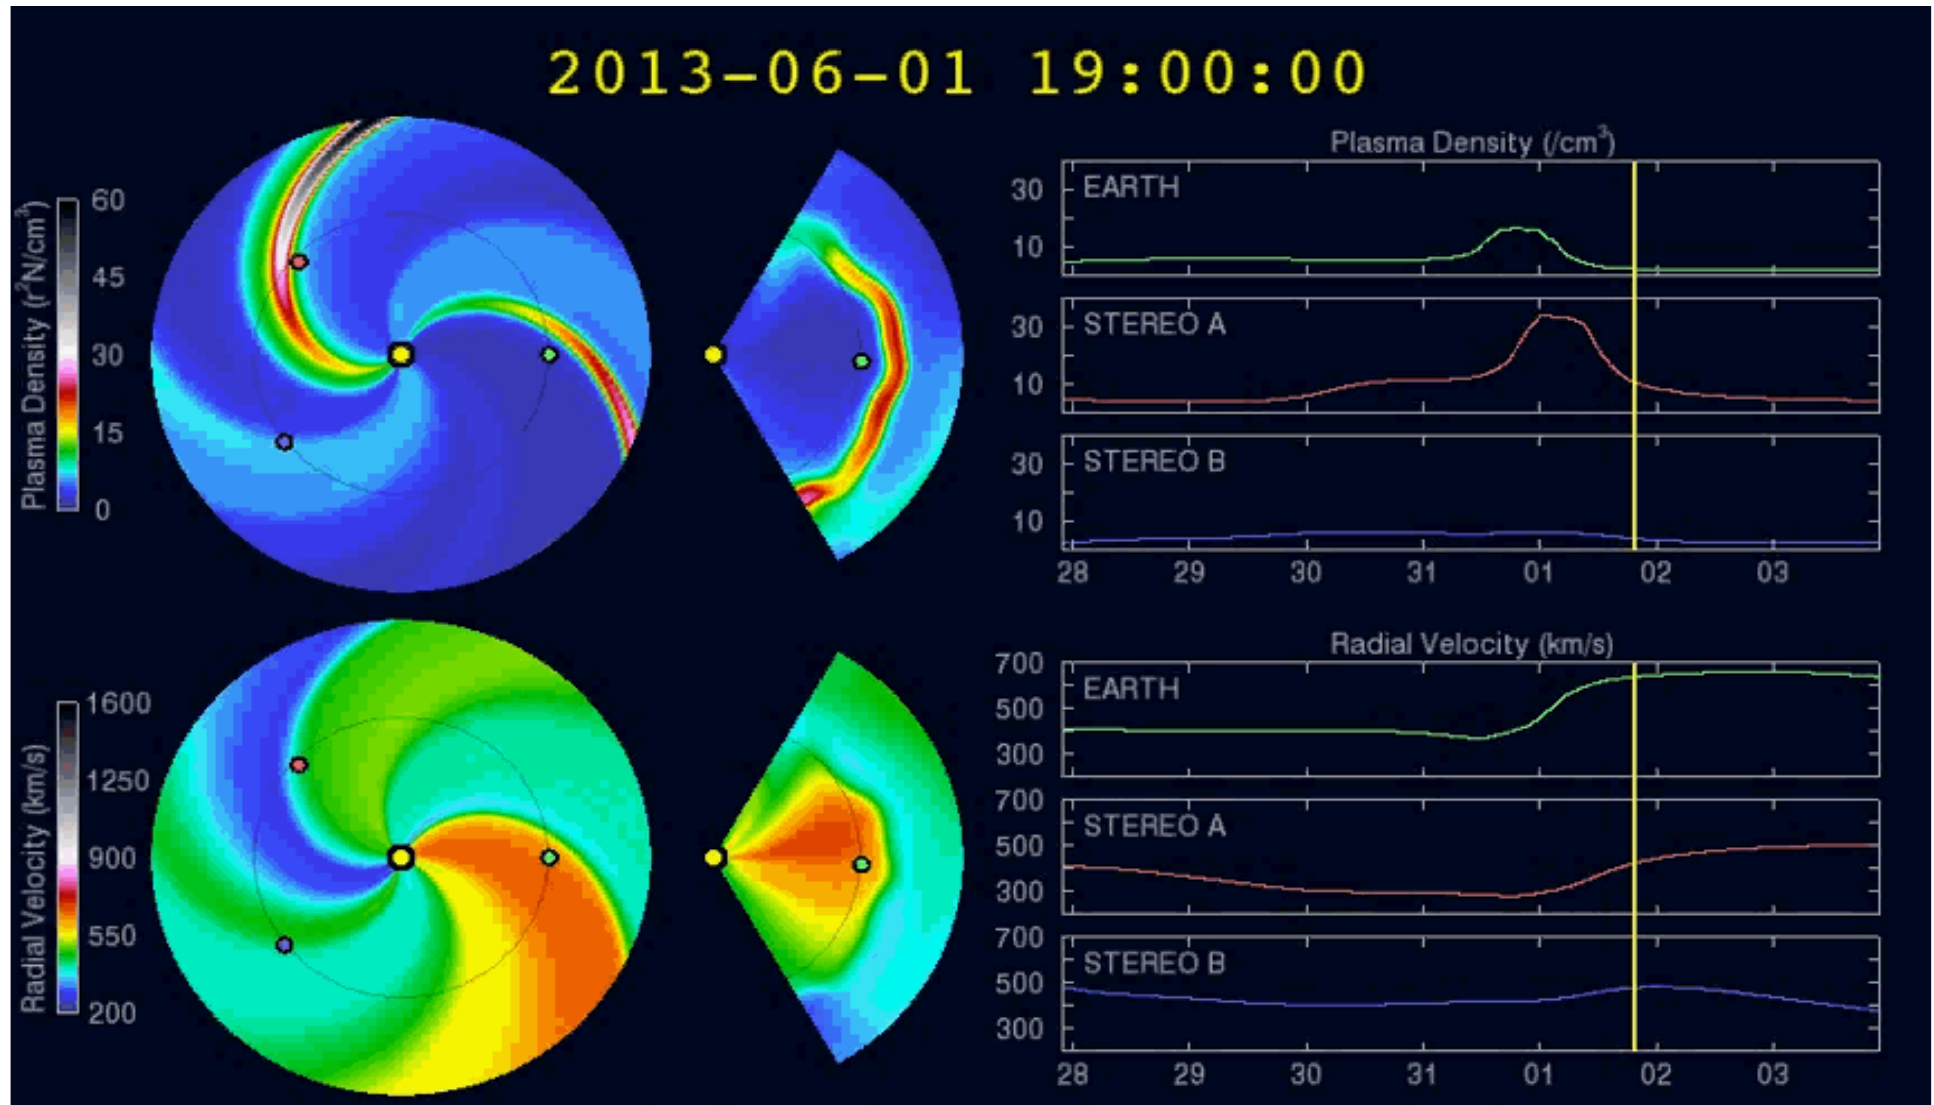 2013-06-01 19:00:00
Plasma Density (r²N/cm³)
60
45
30
15
0
Plasma Density (/cm³)
EARTH
30
10
STEREO A
30
10
STEREO B
30
10
28 29 30 31 01 02 03
Radial Velocity (km/s)
1600
1250
900
550
200
Radial Velocity (km/s)
EARTH
700
500
300
STEREO A
700
500
300
STEREO B
700
500
300
28 29 30 31 01 02 03